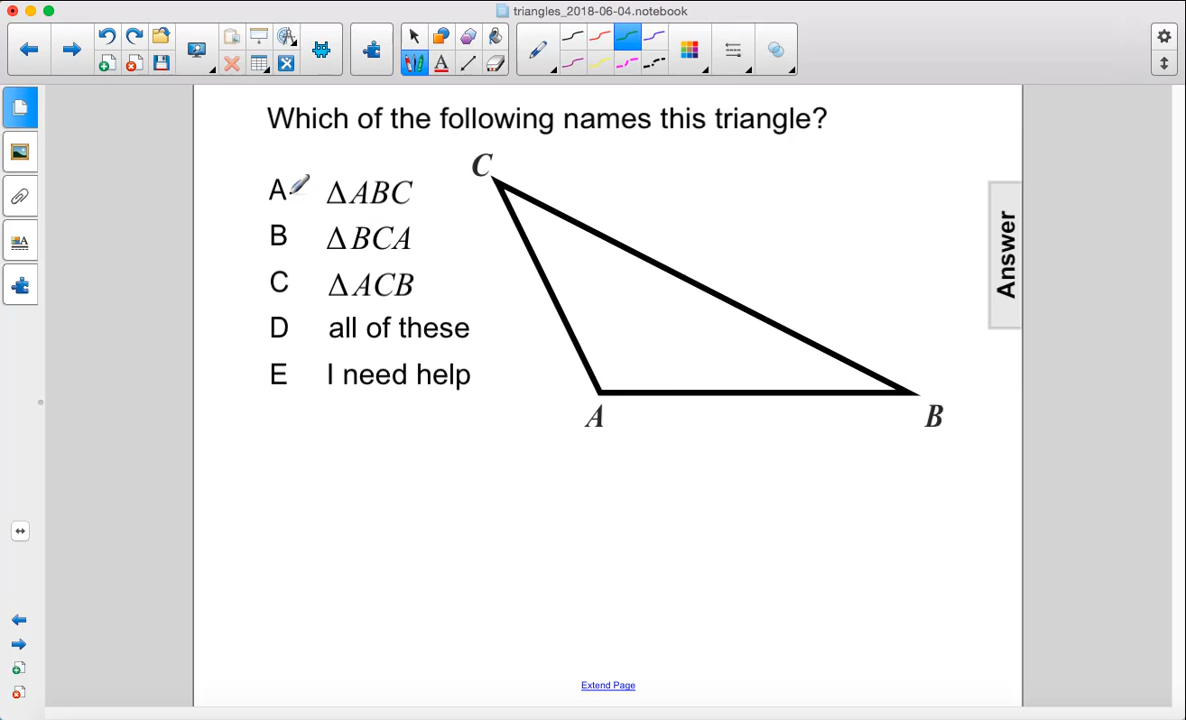 triangles_2018-06-04.notebook
Which of the following names this triangle?
A ΔABC
B ΔBCA
C ΔACB
D all of these
E I need help
C
A
B
Answer
Extend Page